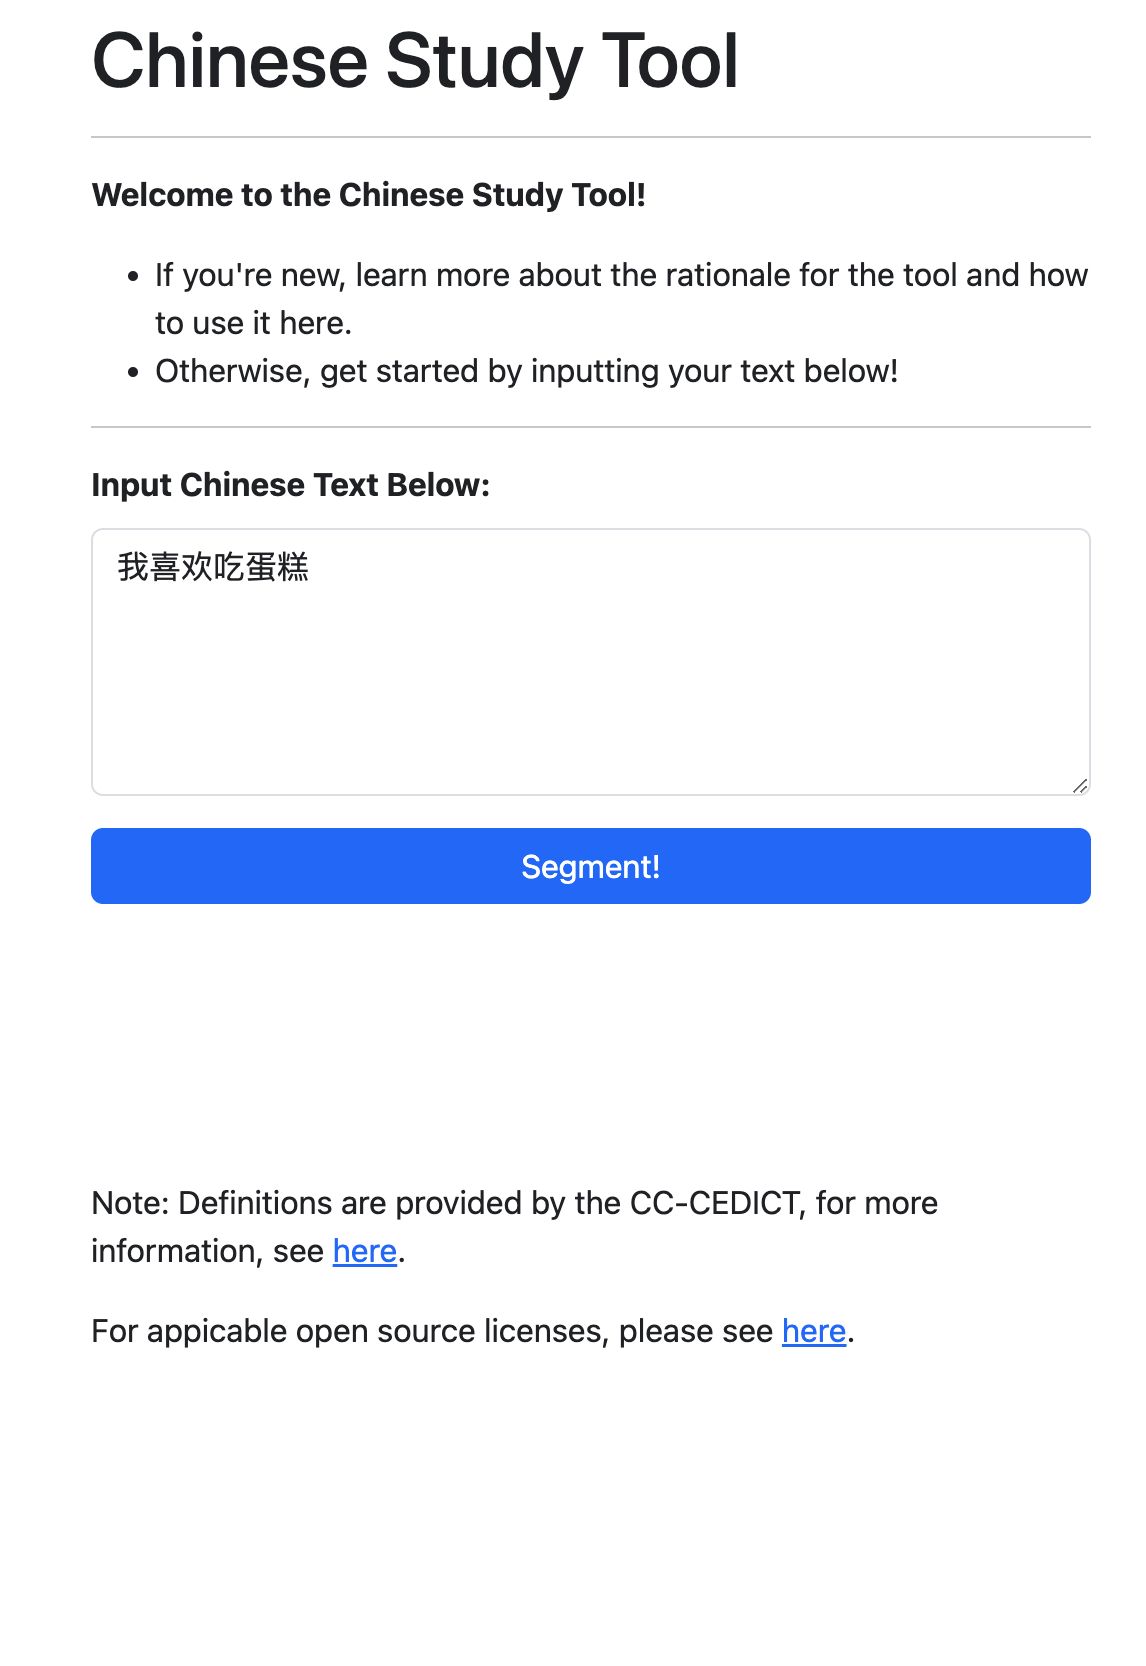 Chinese Study Tool
Welcome to the Chinese Study Tool!
If you're new, learn more about the rationale for the tool and how
to use it here.
Otherwise, get started by inputting your text below!
Input Chinese Text Below:
我喜欢吃蛋糕
Segment!
Note: Definitions are provided by the CC-CEDICT, for more
information, see here.
For appicable open source licenses, please see here.